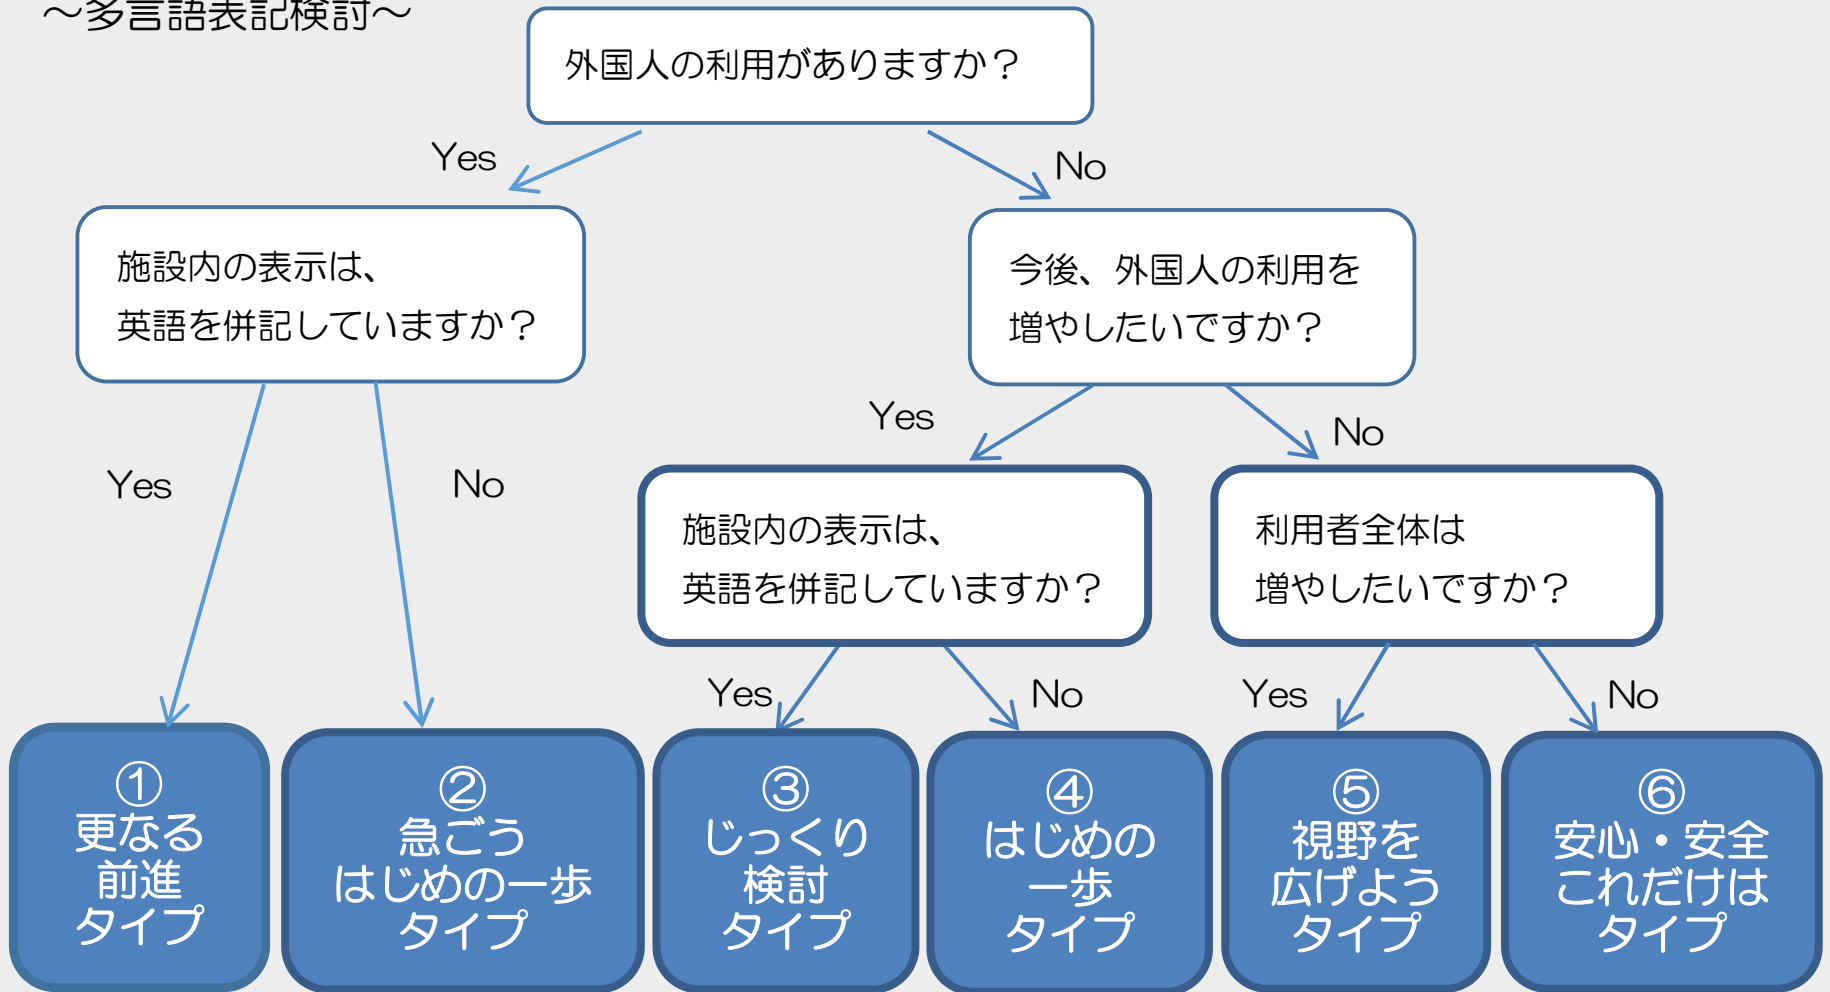 ～多言語表記検討～
外国人の利用がありますか？
Yes
No
施設内の表示は、
英語を併記していますか？
今後、外国人の利用を
増やしたいですか？
Yes
No
Yes
No
施設内の表示は、
英語を併記していますか？
利用者全体は
増やしたいですか？
Yes
No
Yes
No
①
更なる
前進
タイプ
②
急ごう
はじめの一歩
タイプ
③
じっくり
検討
タイプ
④
はじめの
一歩
タイプ
⑤
視野を
広げよう
タイプ
⑥
安心・安全
これだけは
タイプ